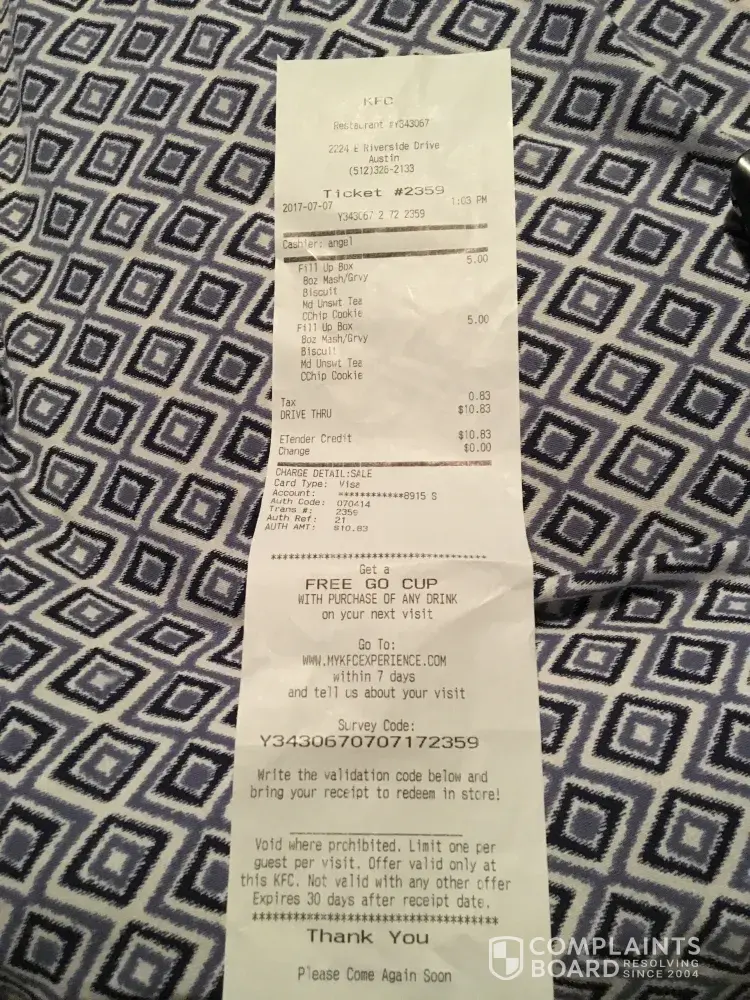 KFC
Restaurant #Y343067
2224 E Riverside Drive
Austin
(512)326-2133
Ticket #2359
2017-07-07 1:03 PM
Y343067 2 72 2359
Cashier: angel
Fill Up Box 5.00
8oz Mash/Grvy
Biscuit
Md Unswt Tea
CChip Cookie
Fill Up Box 5.00
8oz Mash/Grvy
Biscuit
Md Unswt Tea
CChip Cookie
Tax 0.83
DRIVE THRU $10.83
ETender Credit $10.83
Change $0.00
CHARGE DETAIL:SALE
Card Type: Visa
Account: ************8915 S
Auth Code: 070414
Trans #: 2359
Auth Ref: 21
AUTH AMT: $10.83
***************************************
Get a
FREE GO CUP
WITH PURCHASE OF ANY DRINK
on your next visit
Go To:
WWW.MYKFCEXPERIENCE.COM
within 7 days
and tell us about your visit
Survey Code:
Y3430670707172359
Write the validation code below and
bring your receipt to redeem in store!
Void where prohibited. Limit one per
guest per visit. Offer valid only at
this KFC. Not valid with any other offer
Expires 30 days after receipt date.
***************************************
Thank You
Please Come Again Soon
COMPLAINTS
BOARD RESOLVING SINCE 2004